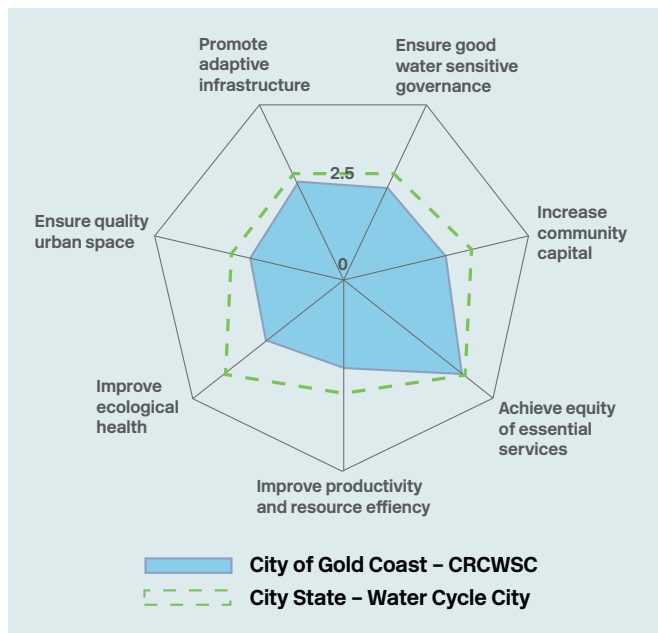 Promote
adaptive
infrastructure
Ensure good
water sensitive
governance
2.5
0
Ensure quality
urban space
Increase
community
capital
Improve
ecological
health
Achieve equity
of essential
services
Improve productivity
and resource effiency
City of Gold Coast – CRCWSC
City State – Water Cycle City